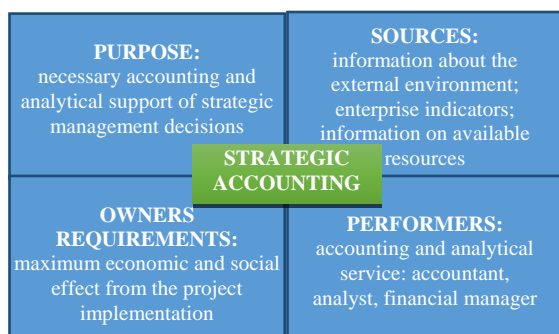 PURPOSE:
necessary accounting and
analytical support of strategic
management decisions
SOURCES:
information about the
external environment;
enterprise indicators;
information on available
resources
STRATEGIC
ACCOUNTING
OWNERS
REQUIREMENTS:
maximum economic and social
effect from the project
implementation
PERFORMERS:
accounting and analytical
service: accountant,
analyst, financial manager